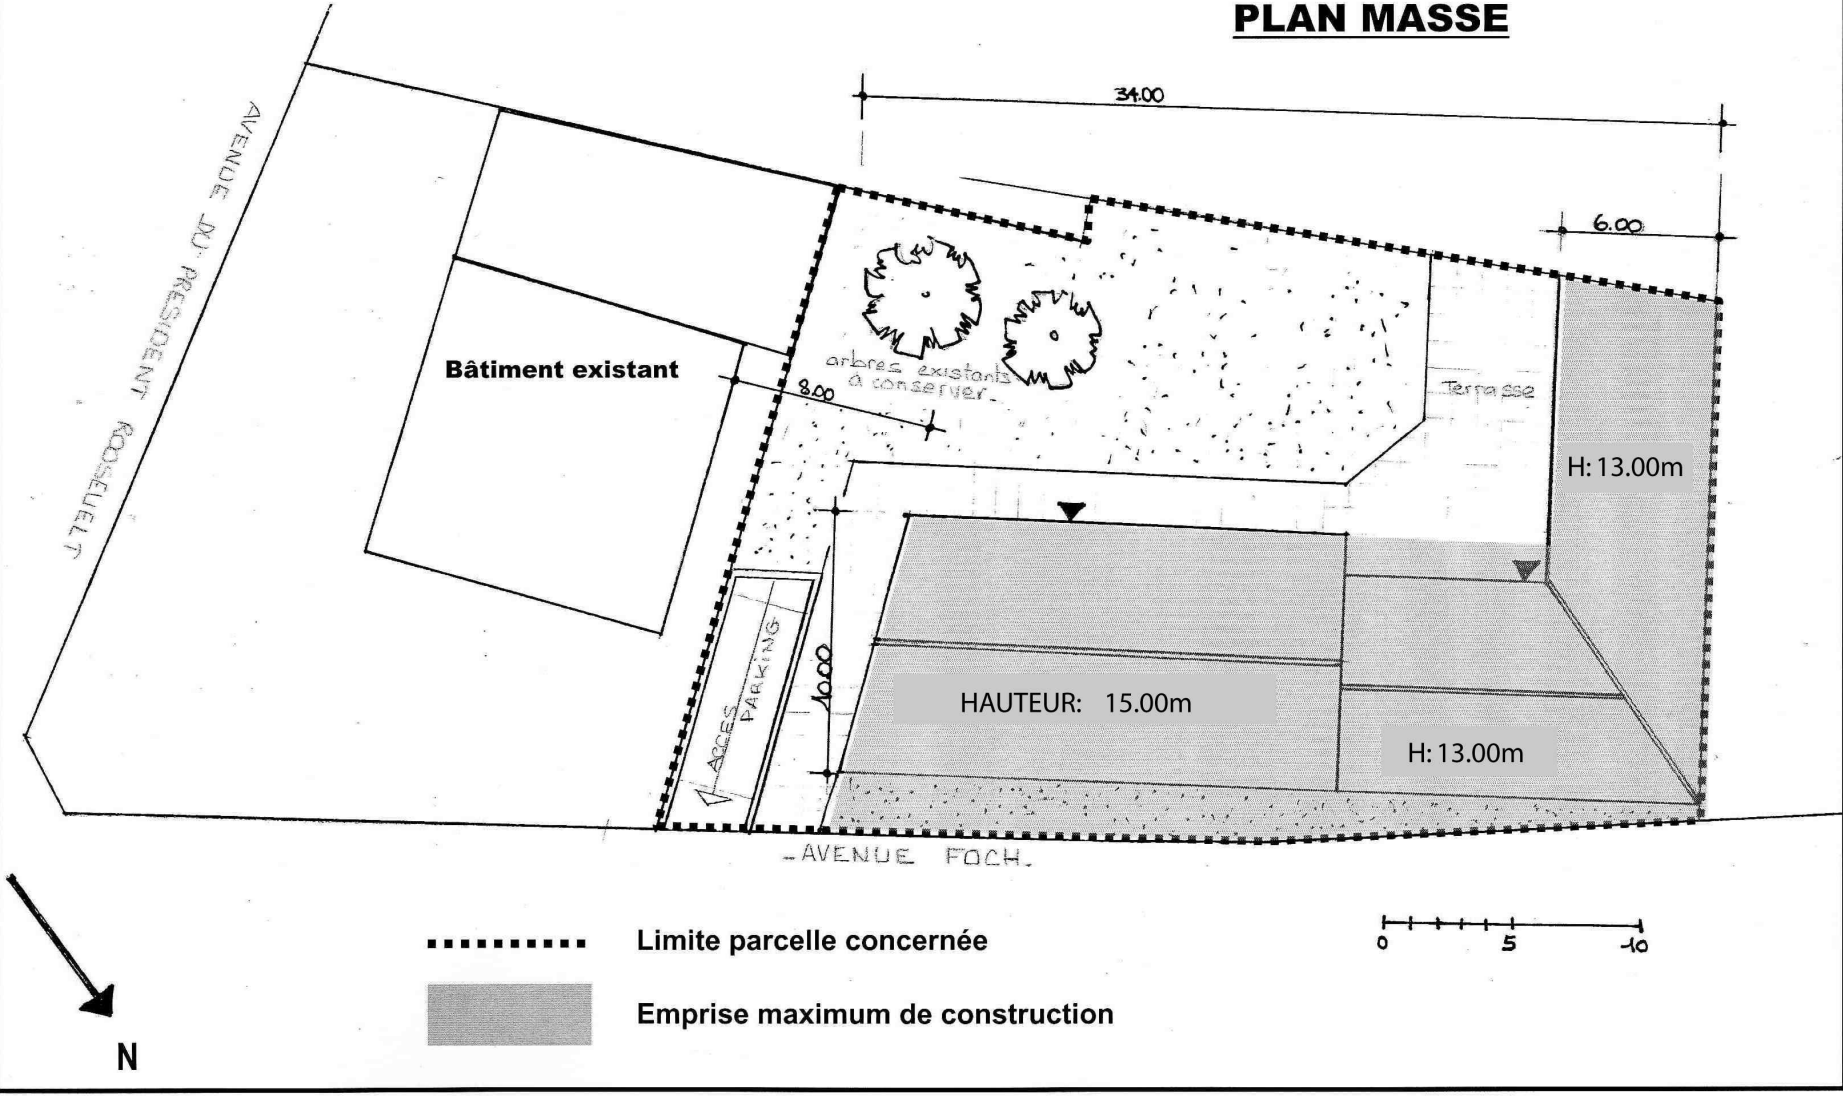 PLAN MASSE
34.00
6.00
AVENUE DU PRESIDENT ROOSEVELT
Bâtiment existant
arbres existants
à conserver.
8.00
Terrasse
H: 13.00m
10.00
ACCES
PARKING
HAUTEUR: 15.00m
H: 13.00m
- AVENUE FOCH.
Limite parcelle concernée
0 5 10
Emprise maximum de construction
N